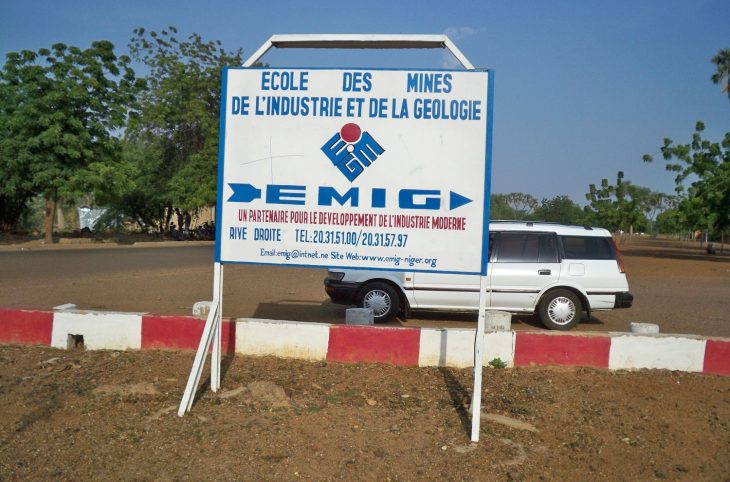 ECOLE DES MINES
DE L'INDUSTRIE ET DE LA GEOLOGIE
EMIG
EMIG
UN PARTENAIRE POUR LE DEVELOPPEMENT DE L'INDUSTRIE MODERNE
RIVE DROITE TEL:20.31.51.00/20.31.57.97
Email:emig@intnet.ne Site Web:www.emig-niger.org